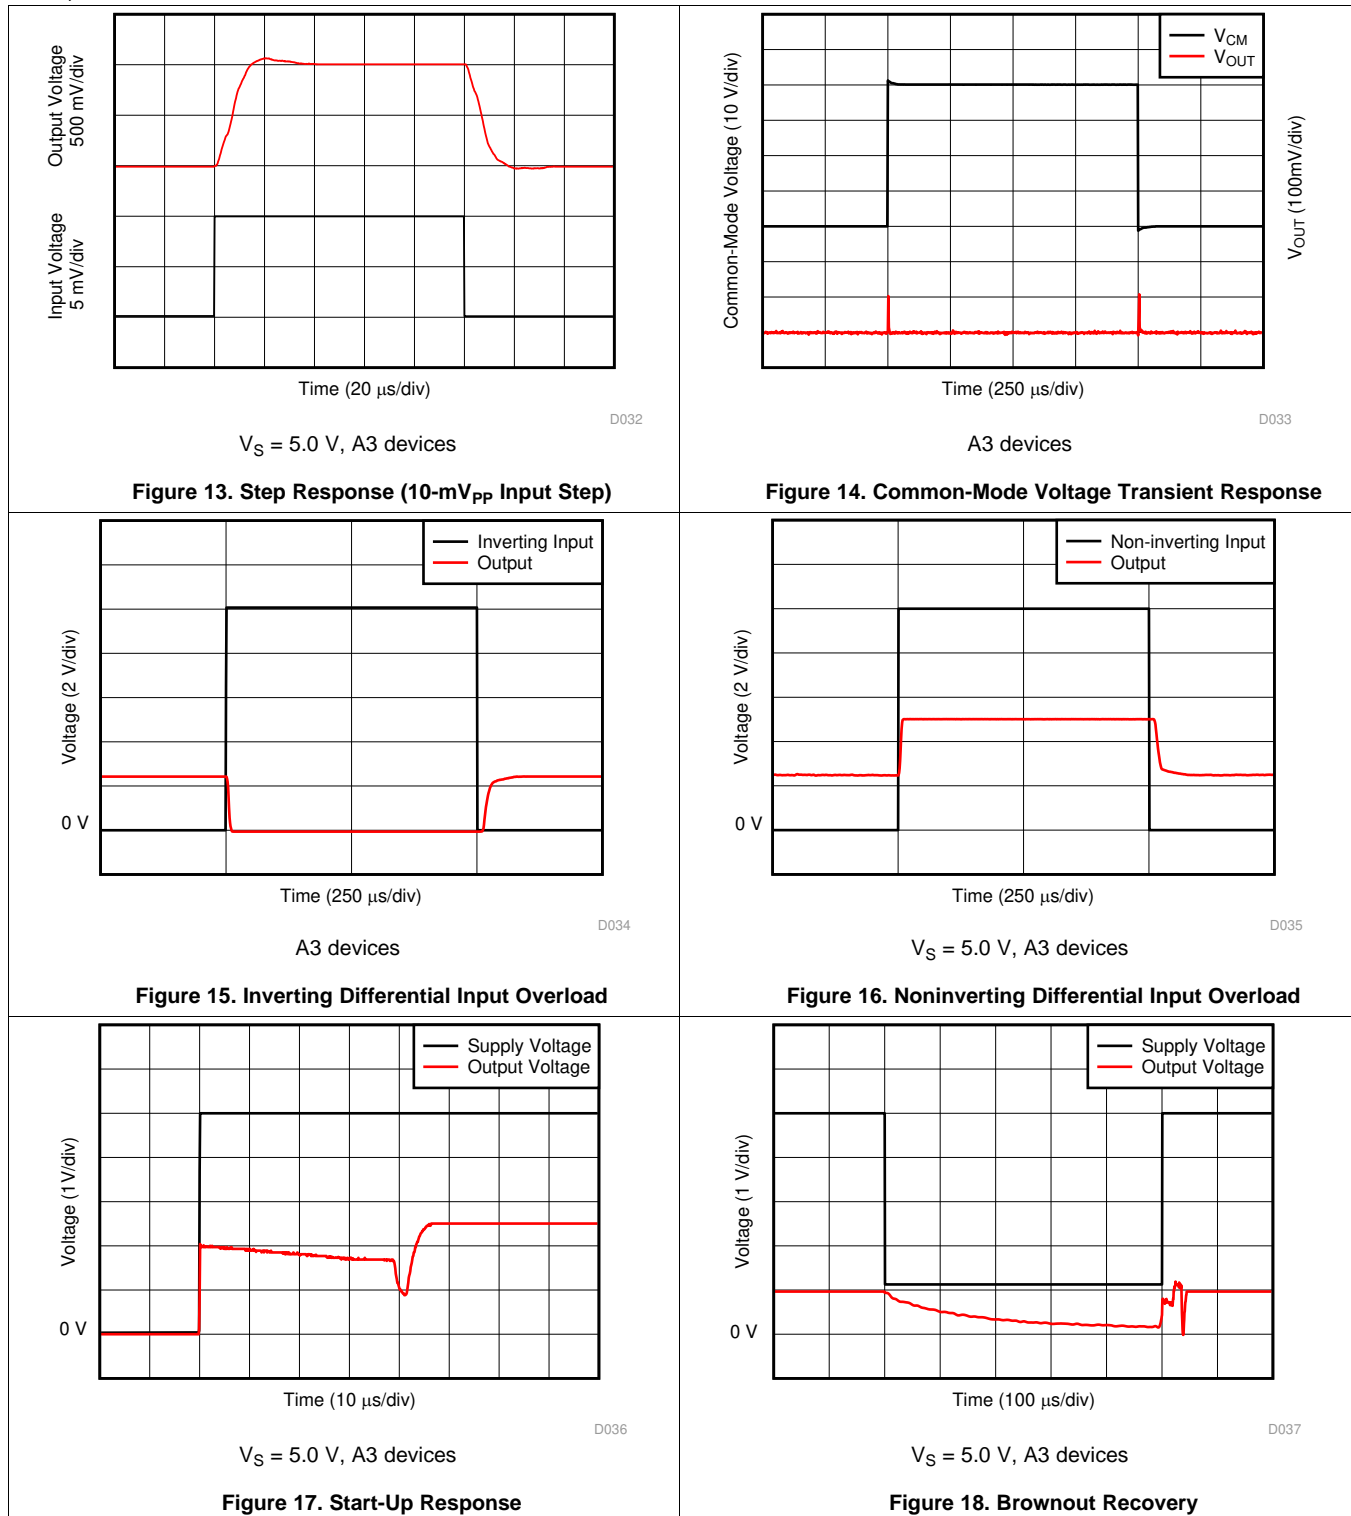 Output Voltage
500 mV/div
Input Voltage
5 mV/div
Time (20 μs/div)
D032
VS = 5.0 V, A3 devices
Figure 13. Step Response (10-mVPP Input Step)
VCM
VOUT
Common-Mode Voltage (10 V/div)
VOUT (100mV/div)
Time (250 μs/div)
D033
A3 devices
Figure 14. Common-Mode Voltage Transient Response
Inverting Input
Output
Voltage (2 V/div)
0 V
Time (250 μs/div)
D034
A3 devices
Figure 15. Inverting Differential Input Overload
Non-inverting Input
Output
Voltage (2 V/div)
0 V
Time (250 μs/div)
D035
VS = 5.0 V, A3 devices
Figure 16. Noninverting Differential Input Overload
Supply Voltage
Output Voltage
Voltage (1V/div)
0 V
Time (10 μs/div)
D036
VS = 5.0 V, A3 devices
Figure 17. Start-Up Response
Supply Voltage
Output Voltage
Voltage (1 V/div)
0 V
Time (100 μs/div)
D037
VS = 5.0 V, A3 devices
Figure 18. Brownout Recovery